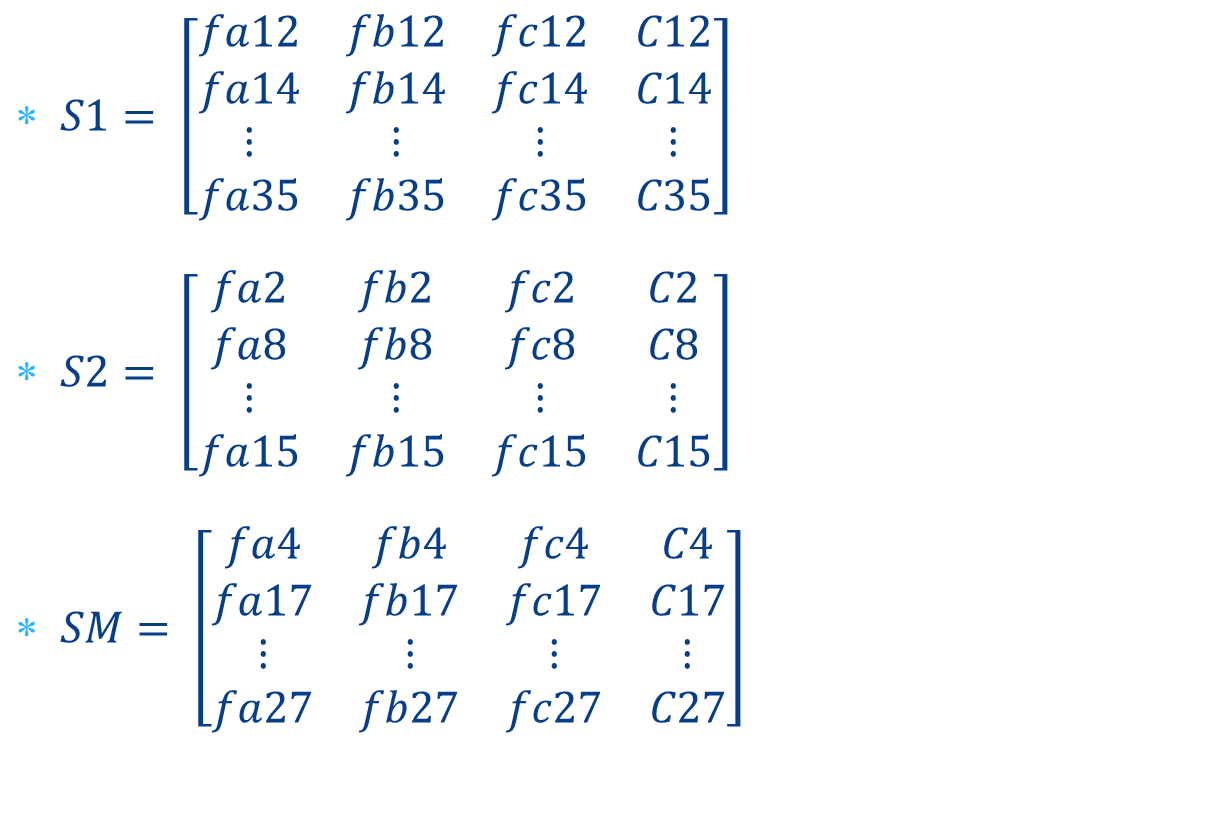 fa12 fb12 fc12 C12
fa14 fb14 fc14 C14
* S1 = ⋮ ⋮ ⋮ ⋮
fa35 fb35 fc35 C35
fa2 fb2 fc2 C2
fa8 fb8 fc8 C8
* S2 = ⋮ ⋮ ⋮ ⋮
fa15 fb15 fc15 C15
fa4 fb4 fc4 C4
fa17 fb17 fc17 C17
* SM = ⋮ ⋮ ⋮ ⋮
fa27 fb27 fc27 C27